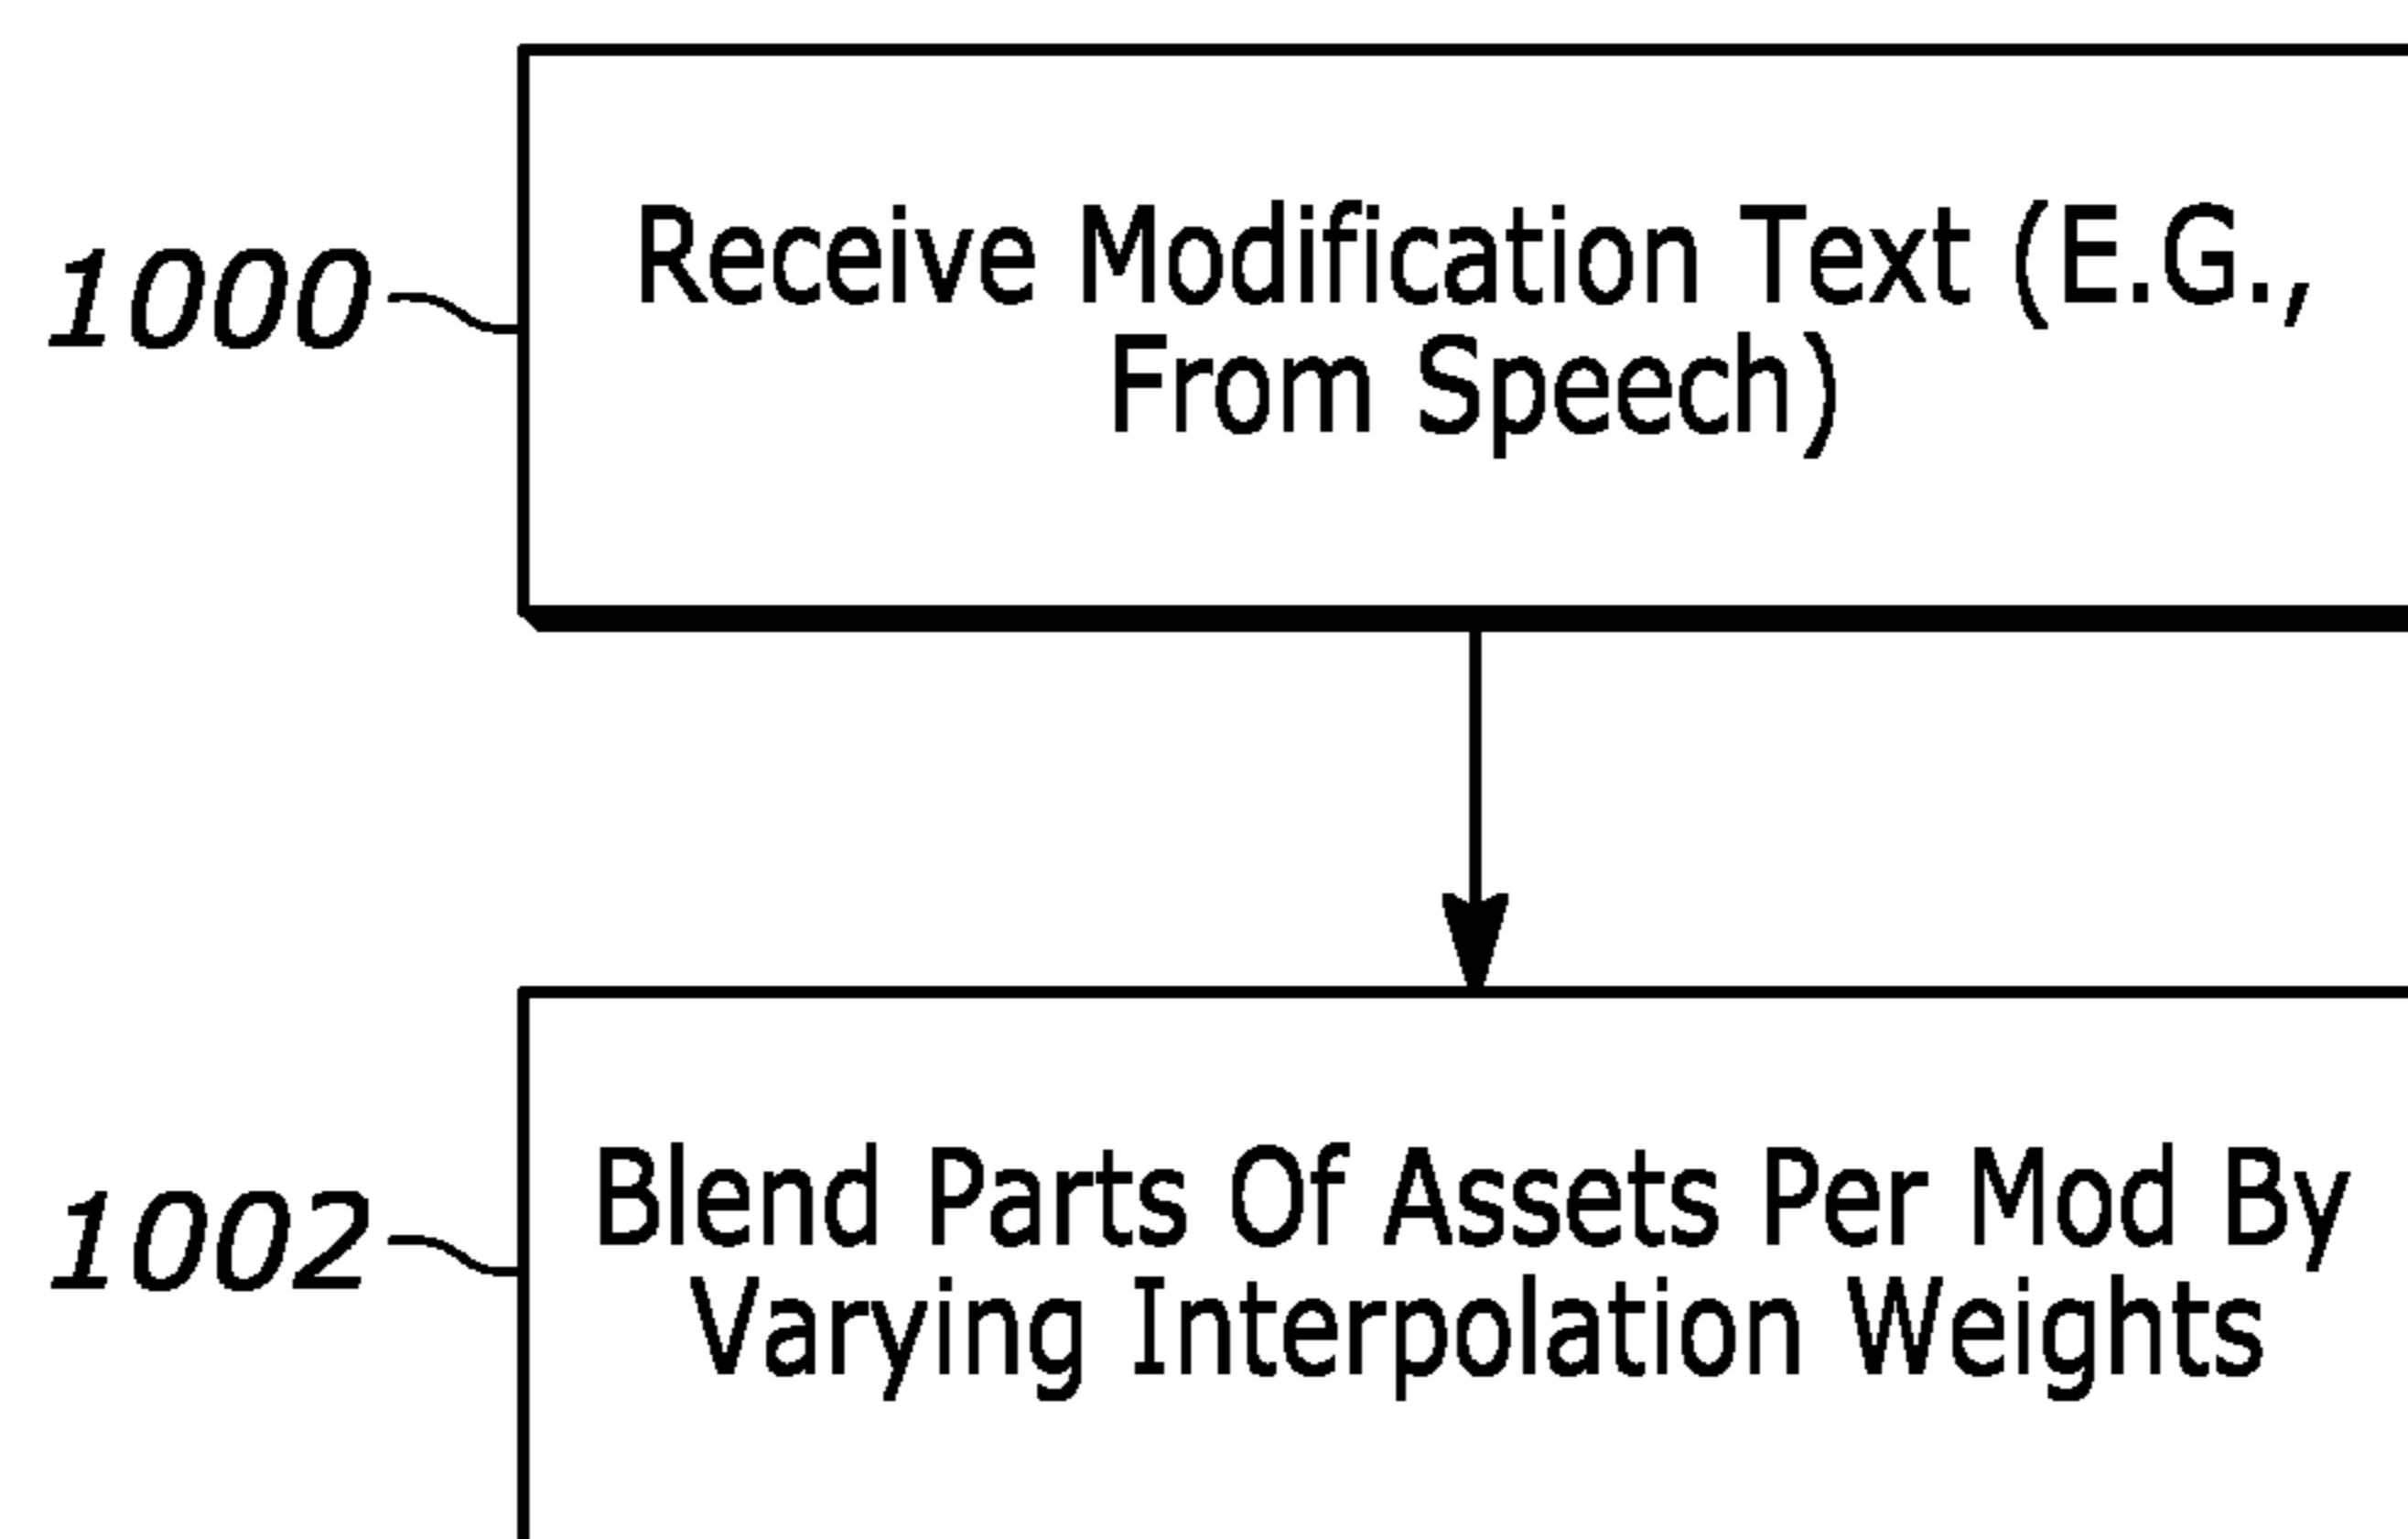 1000
Receive Modification Text (E.G.,
From Speech)
1002
Blend Parts Of Assets Per Mod By
Varying Interpolation Weights